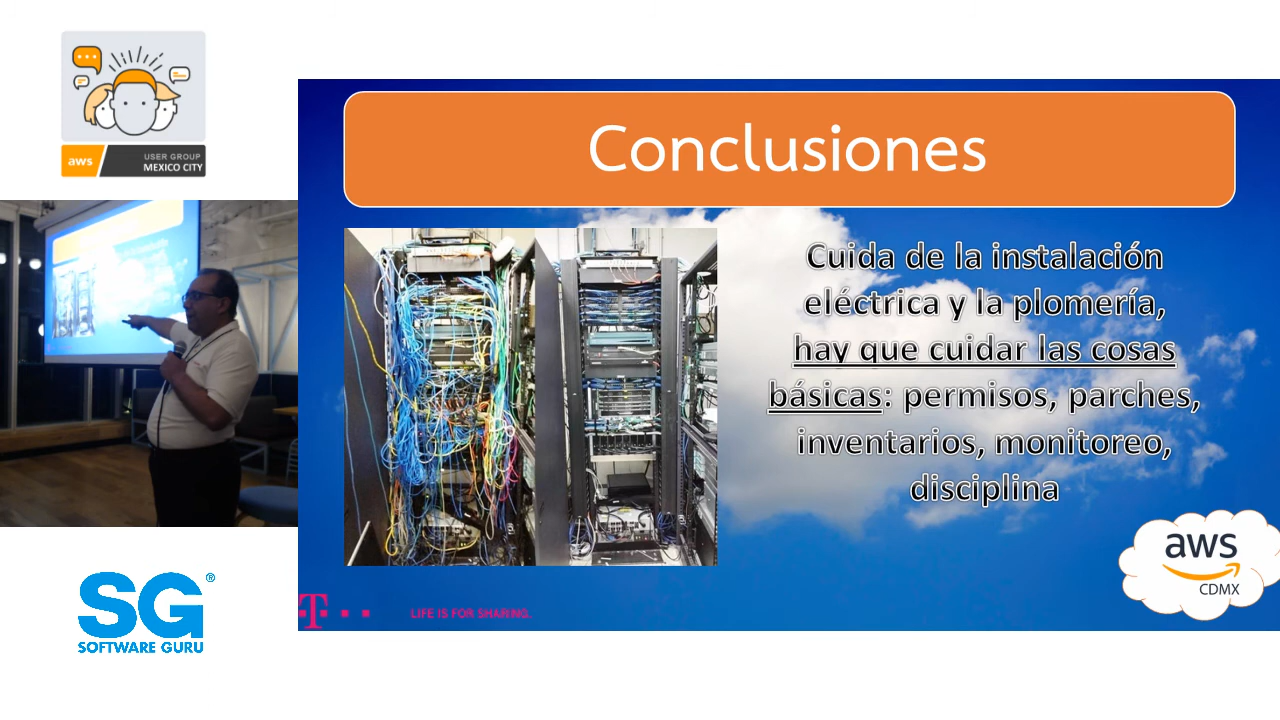 aws
USER GROUP
MEXICO CITY
Conclusiones
Cuida de la instalación
eléctrica y la plomería,
hay que cuidar las cosas
básicas: permisos, parches,
inventarios, monitoreo,
disciplina
aws
CDMX
T
LIFE IS FOR SHARING.
SG®
SOFTWARE GURU